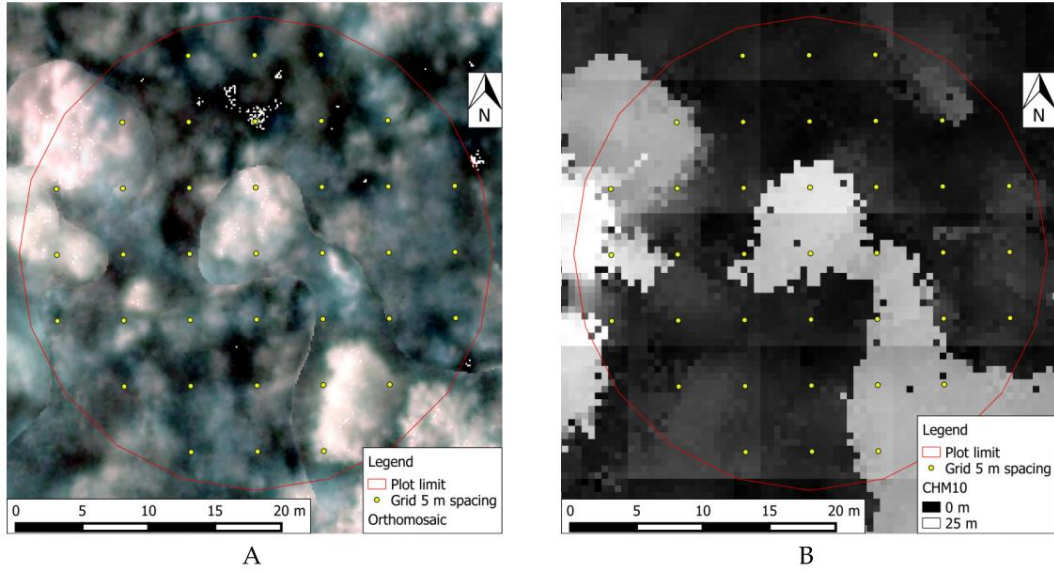 N
Legend
Plot limit
Grid 5 m spacing
Orthomosaic
0 5 10 15 20 m
A
N
Legend
Plot limit
Grid 5 m spacing
CHM10
0 m
25 m
0 5 10 15 20 m
B